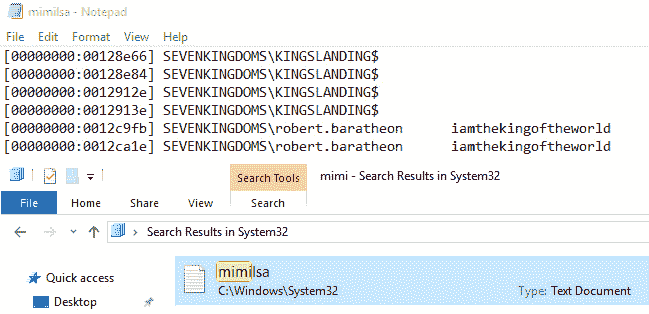 mimilsa - Notepad
File Edit Format View Help
[00000000:00128e66] SEVENKINGDOMS\KINGSLANDING$
[00000000:00128e84] SEVENKINGDOMS\KINGSLANDING$
[00000000:0012912e] SEVENKINGDOMS\KINGSLANDING$
[00000000:0012913e] SEVENKINGDOMS\KINGSLANDING$
[00000000:0012c9fb] SEVENKINGDOMS\robert.baratheon iamthekingoftheworld
[00000000:0012ca1e] SEVENKINGDOMS\robert.baratheon iamthekingoftheworld
Search Tools mimi - Search Results in System32
File Home Share View Search
Search Results in System32
Quick access
mimilsa
Desktop
C:\Windows\System32 Type: Text Document